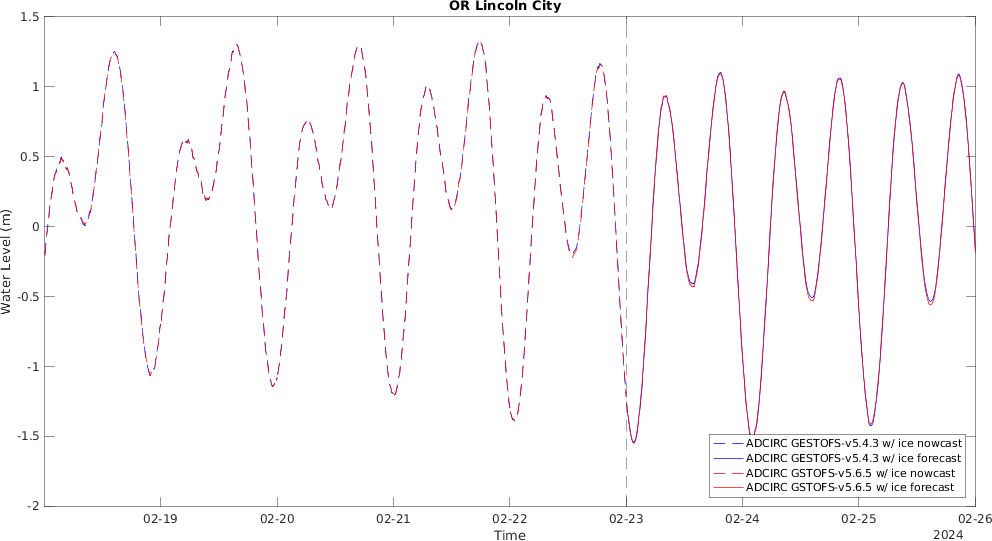 OR Lincoln City
1.5
1
0.5
0
-0.5
-1
-1.5
-2
Water Level (m)
02-19
02-20
02-21
02-22
02-23
02-24
02-25
02-26
Time
2024
ADCIRC GESTOFS-v5.4.3 w/ ice nowcast
ADCIRC GESTOFS-v5.4.3 w/ ice forecast
ADCIRC GSTOFS-v5.6.5 w/ ice nowcast
ADCIRC GSTOFS-v5.6.5 w/ ice forecast